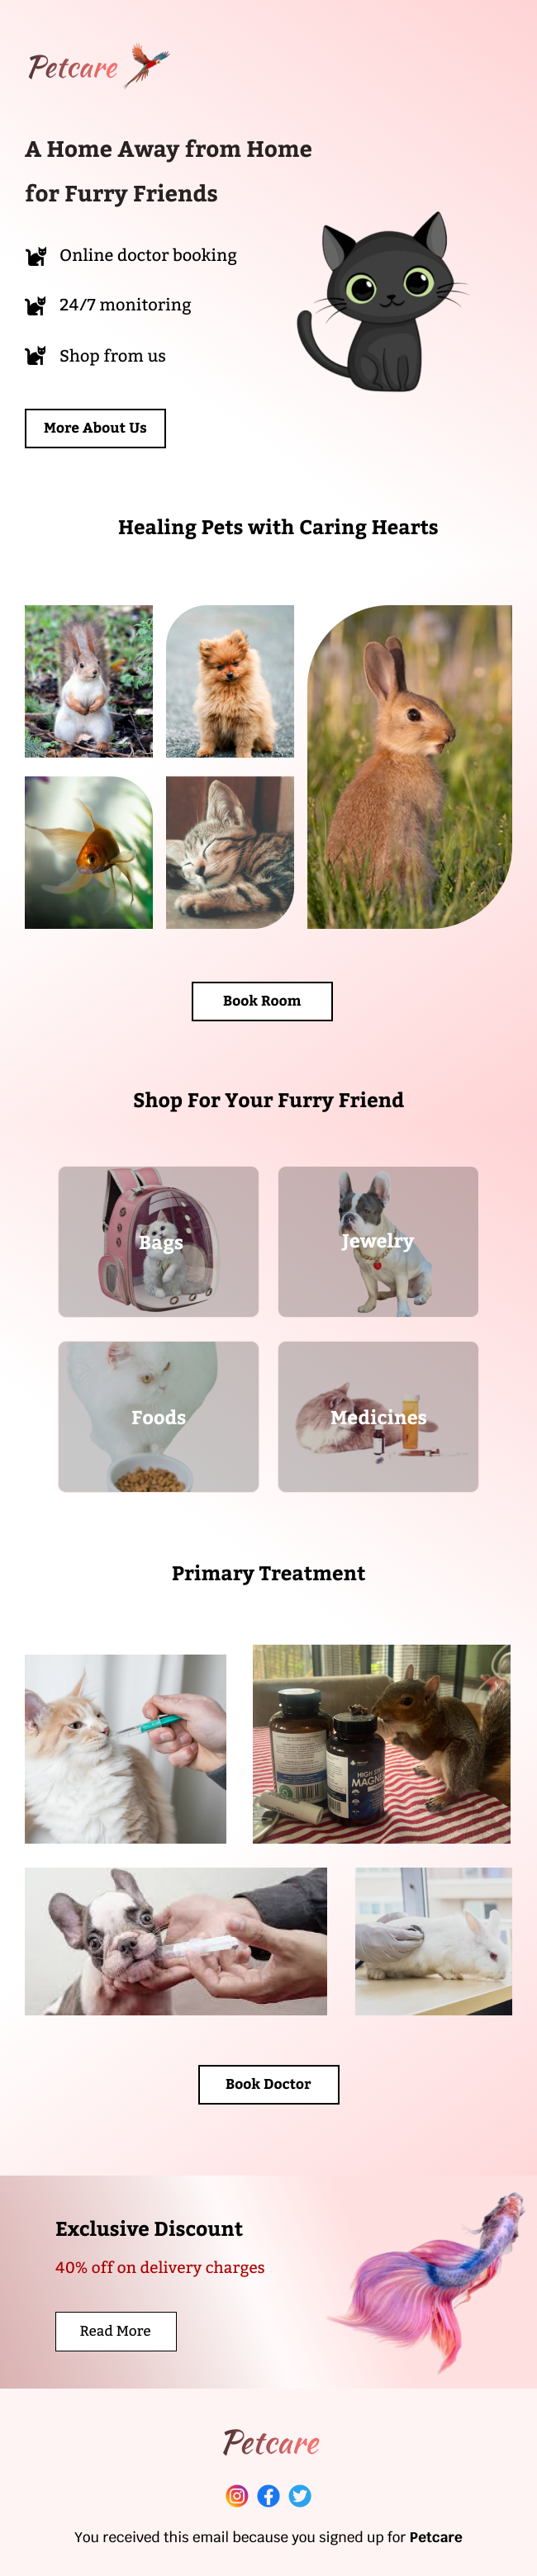 Petcare
A Home Away from Home
for Furry Friends
Online doctor booking
24/7 monitoring
Shop from us
More About Us
Healing Pets with Caring Hearts
Book Room
Shop For Your Furry Friend
Bags
Jewelry
Foods
Medicines
Primary Treatment
Book Doctor
Exclusive Discount
40% off on delivery charges
Read More
Petcare
You received this email because you signed up for Petcare